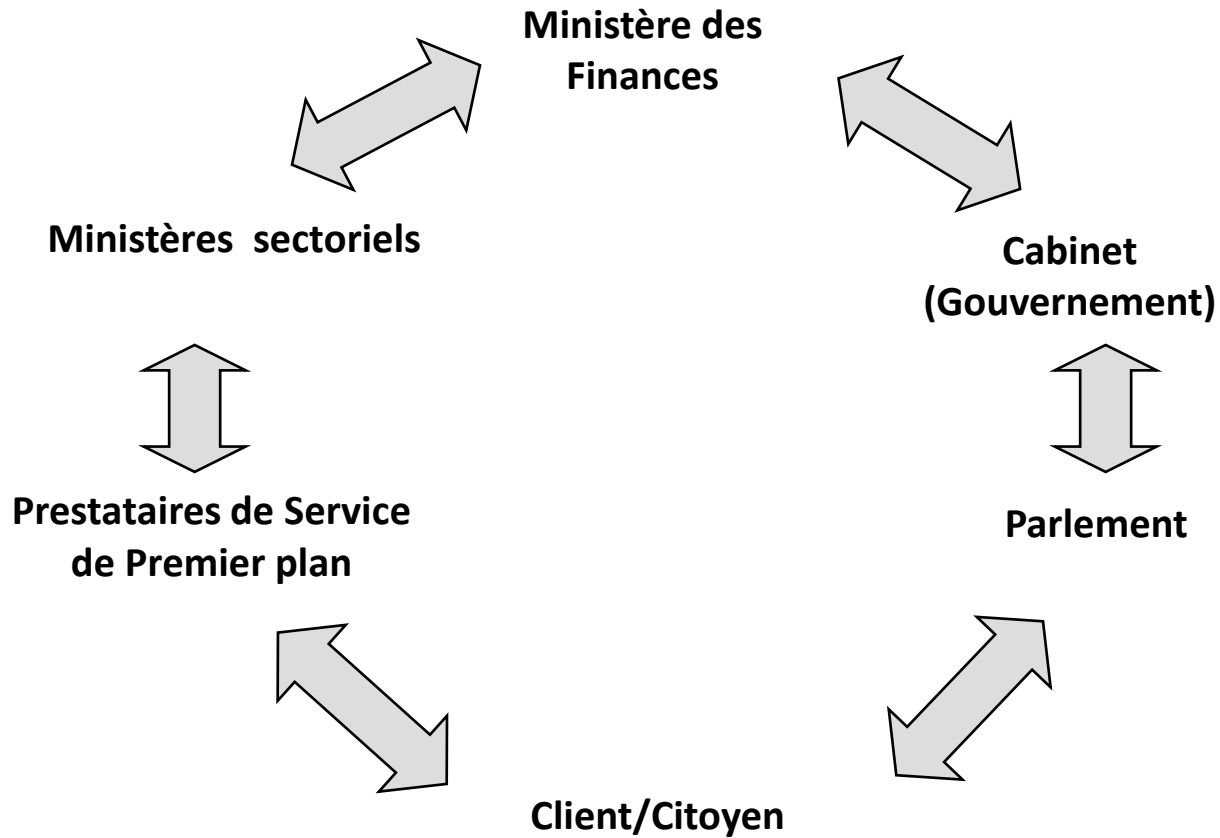 Ministère des
Finances
Ministères sectoriels
Cabinet
(Gouvernement)
Prestataires de Service
de Premier plan
Parlement
Client/Citoyen